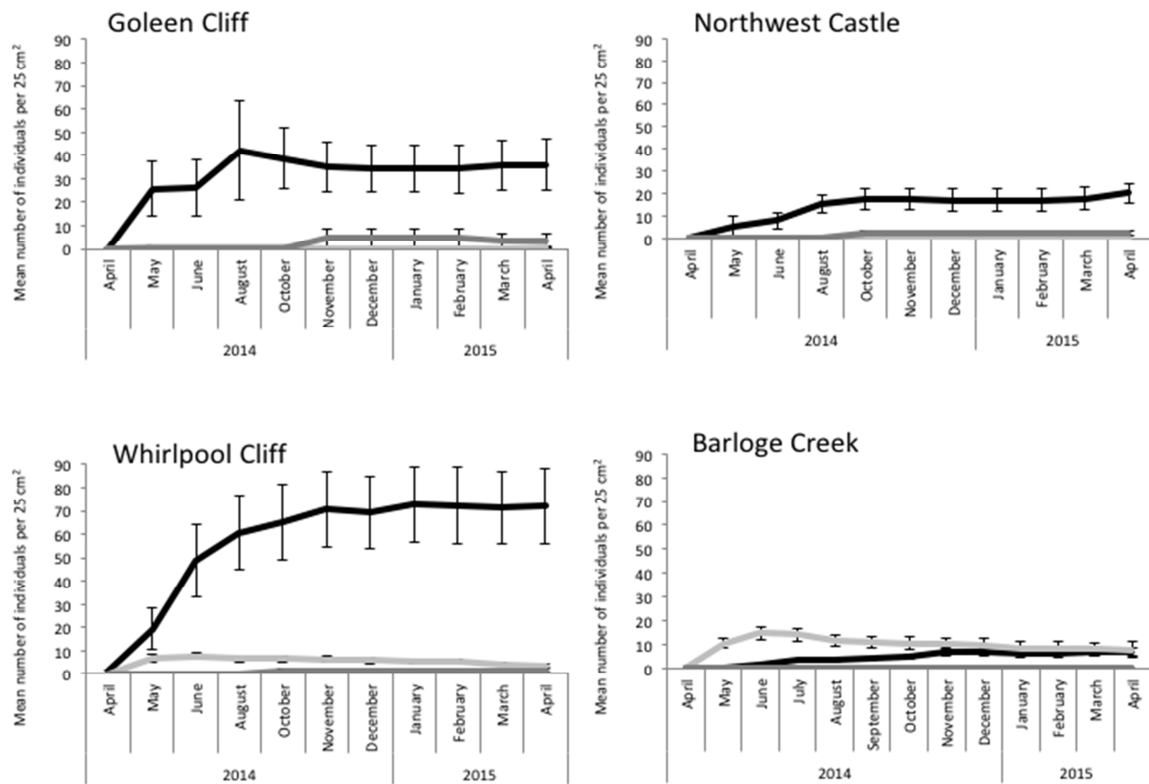 Goleen Cliff
Mean number of individuals per 25 cm²
90
80
70
60
50
40
30
20
10
0
April
May
June
August
October
November
December
January
February
March
April
2014
2015
Northwest Castle
Mean number of individuals per 25 cm²
90
80
70
60
50
40
30
20
10
0
April
May
June
August
October
November
December
January
February
March
April
2014
2015
Whirlpool Cliff
Mean number of individuals per 25 cm²
90
80
70
60
50
40
30
20
10
0
April
May
June
August
October
November
December
January
February
March
April
2014
2015
Barloge Creek
Mean number of individuals per 25 cm²
90
80
70
60
50
40
30
20
10
0
April
May
June
July
August
September
October
November
December
January
February
March
April
2014
2015